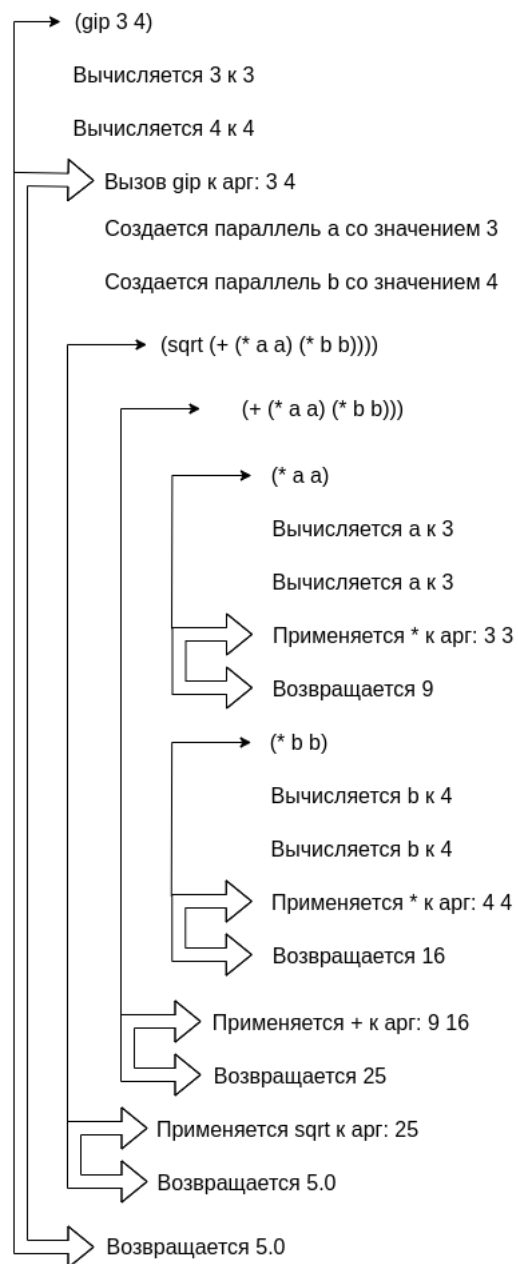 (gip 3 4)
Вычисляется 3 к 3
Вычисляется 4 к 4
Вызов gip к арг: 3 4
Создается параллель a со значением 3
Создается параллель b со значением 4
(sqrt (+ (* a a) (* b b))))
(+ (* a a) (* b b)))
(* a a)
Вычисляется a к 3
Вычисляется a к 3
Применяется * к арг: 3 3
Возвращается 9
(* b b)
Вычисляется b к 4
Вычисляется b к 4
Применяется * к арг: 4 4
Возвращается 16
Применяется + к арг: 9 16
Возвращается 25
Применяется sqrt к арг: 25
Возвращается 5.0
Возвращается 5.0